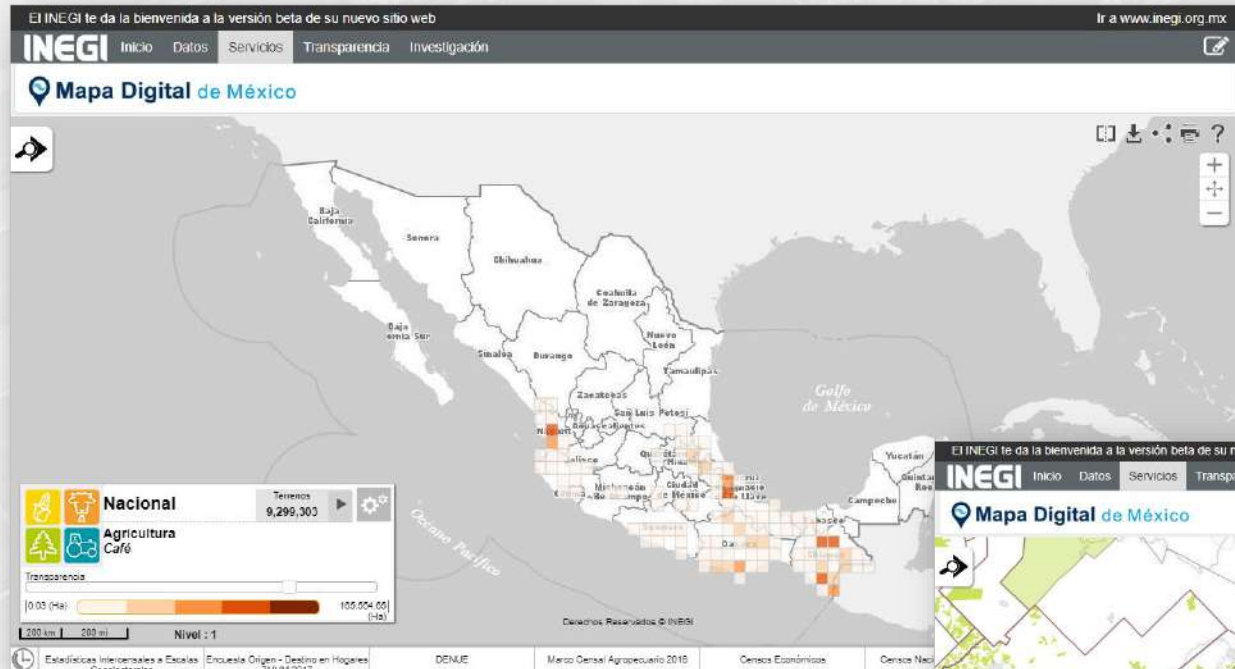 El INEGI te da la bienvenida a la versión beta de su nuevo sitio web
Ir a www.inegi.org.mx
INEGI Inicio Datos Servicios Transparencia Investigación
Mapa Digital de México
Baja
California
Sonora
Chihuahua
Coahuila
de Zaragoza
Baja
Sur
Nuevo
León
Sinaloa
Durango
Tamaulipas
Zacatecas
San Luis Potosí
Golfo
de México
Yucatán
Campeche
Océano Pacífico
Nacional
Terrenos
9,299,303
Agricultura
Café
Transparencia
0.03 (Ha)
(Ha)
200 km 200 mi
Nivel : 1
Derechos Reservados © INEGI
Estadísticas Intercensales a Escalas
Encuesta Origen - Destino en Hogares
DENUE
Marco Censal Agropecuario 2016
Censos Económicos
El INEGI te da la bienvenida a la versión beta de su
INEGI Inicio Datos Servicios
Mapa Digital de México